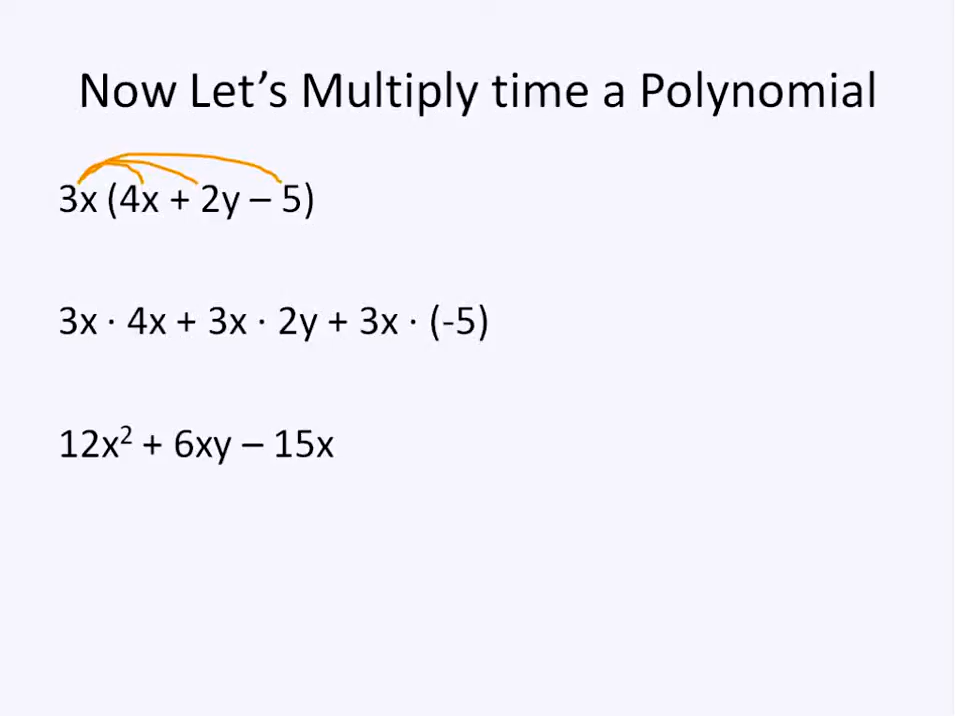 Now Let’s Multiply time a Polynomial
3x (4x + 2y – 5)
3x · 4x + 3x · 2y + 3x · (-5)
12x² + 6xy – 15x